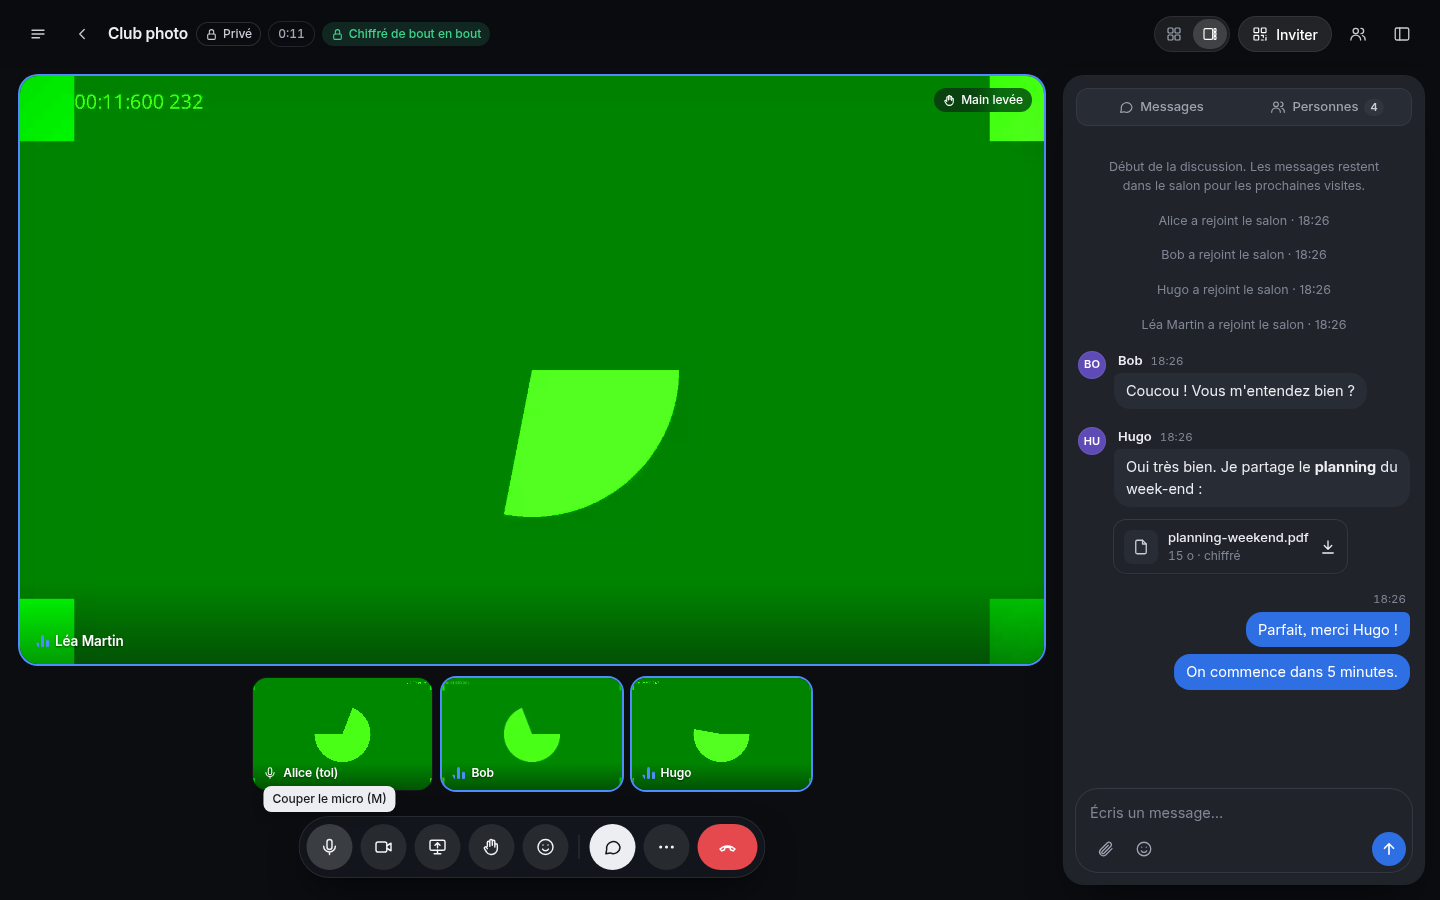 Club photo
Privé
0:11
Chiffré de bout en bout
Inviter
00:11:600 232
Main levée
Léa Martin
Alice (toi)
Bob
Hugo
Couper le micro (M)
Messages
Personnes 4
Début de la discussion. Les messages restent
dans le salon pour les prochaines visites.
Alice a rejoint le salon · 18:26
Bob a rejoint le salon · 18:26
Hugo a rejoint le salon · 18:26
Léa Martin a rejoint le salon · 18:26
BO
Bob 18:26
Coucou ! Vous m'entendez bien ?
HU
Hugo 18:26
Oui très bien. Je partage le planning du
week-end :
planning-weekend.pdf
15 o · chiffré
18:26
Parfait, merci Hugo !
On commence dans 5 minutes.
Écris un message...